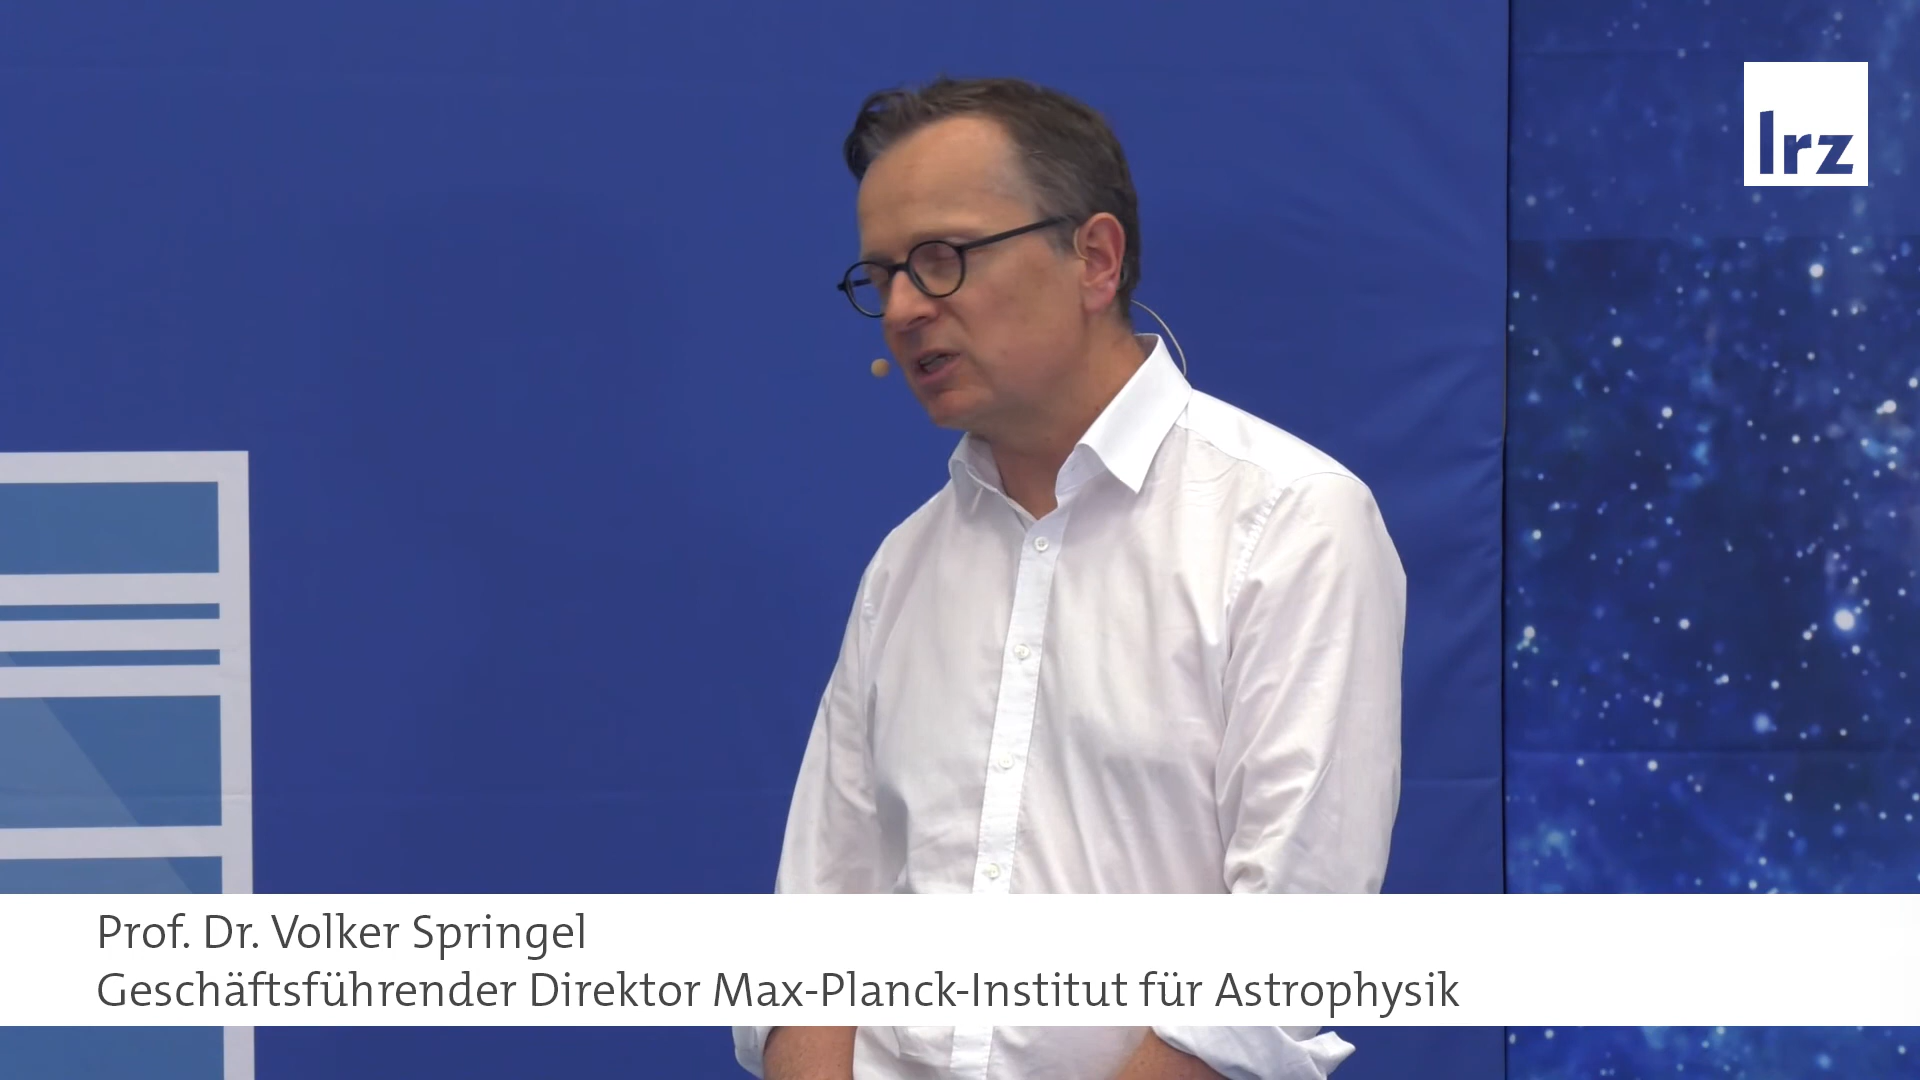 lrz
Prof. Dr. Volker Springel
Geschäftsführender Direktor Max-Planck-Institut für Astrophysik